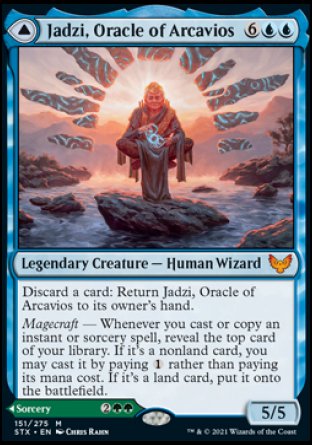 Jadzi, Oracle of Arcavios 6
Legendary Creature — Human Wizard
Discard a card: Return Jadzi, Oracle of
Arcavios to its owner's hand.
Magecraft — Whenever you cast or copy an
instant or sorcery spell, reveal the top card
of your library. If it's a nonland card, you
may cast it by paying 1 rather than paying
its mana cost. If it's a land card, put it onto
the battlefield.
Sorcery 2
5/5
151/275 M
STX • EN CHRIS RAHN
™ & © 2021 Wizards of the Coast